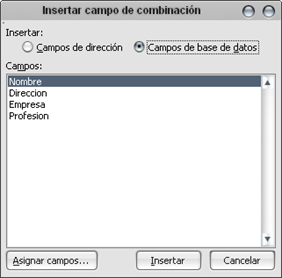 Insertar campo de combinación
Insertar:
Campos de dirección Campos de base de datos
Campos:
Nombre
Direccion
Empresa
Profesion
Asignar campos... Insertar Cancelar